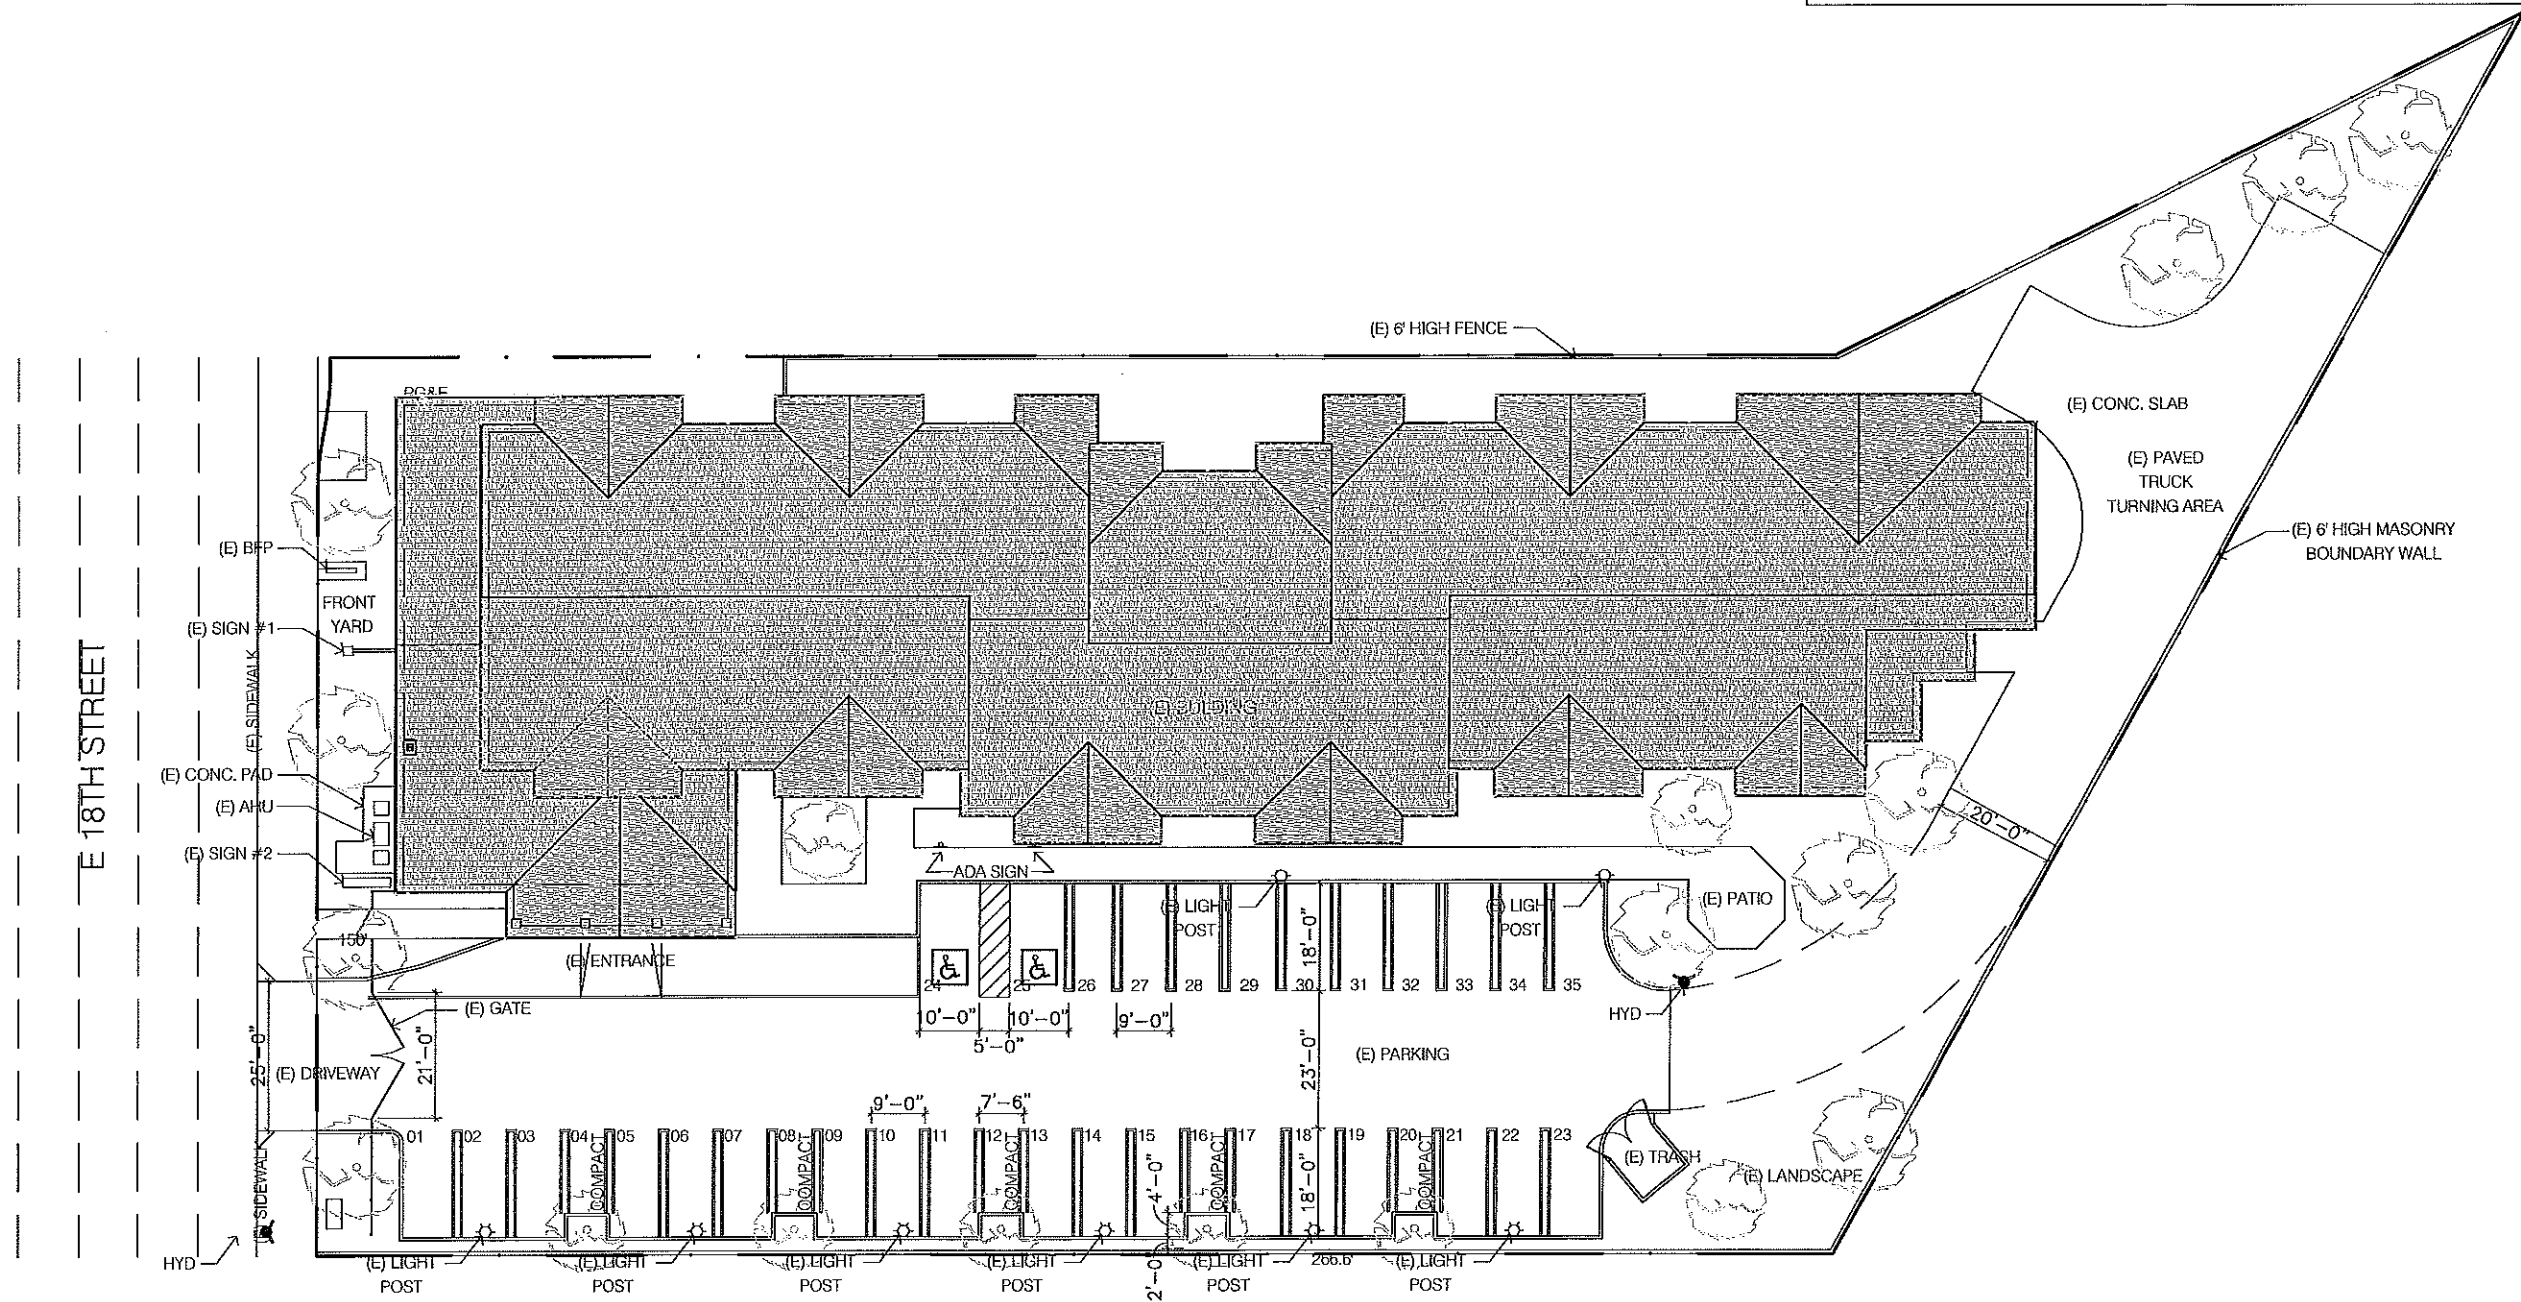 (E) 6' HIGH FENCE
(E) CONC. SLAB
(E) PAVED
TRUCK
TURNING AREA
(E) 6' HIGH MASONRY
BOUNDARY WALL
PG&E
(E) BFP
FRONT
YARD
(E) SIGN #1
(E) SIDEWALK
E 18TH STREET
(E) CONC. PAD
(E) AHU
(E) SIGN #2
(E) BUILDING
20'-0"
ADA SIGN
(E) LIGHT
POST
(E) LIGHT
POST
(E) PATIO
18'-0"
150'
(E) ENTRANCE
24
25
26
27
28
29
30
31
32
33
34
35
(E) GATE
HYD
10'-0"
5'-0"
10'-0"
9'-0"
25'-0"
(E) DRIVEWAY
21'-0"
23'-0"
(E) PARKING
9'-0"
7'-6"
01
02
03
04
05
06
07
08
09
10
11
12
13
14
15
16
17
18
19
20
21
22
23
COMPACT
COMPACT
COMPACT
COMPACT
COMPACT
4'-0"
18'-0"
(E) TRASH
(E) LANDSCAPE
SIDEWALK
HYD
(E) LIGHT
POST
(E) LIGHT
POST
(E) LIGHT
POST
(E) LIGHT
POST
2'-0"
(E) LIGHT
POST
266.6'
(E) LIGHT
POST